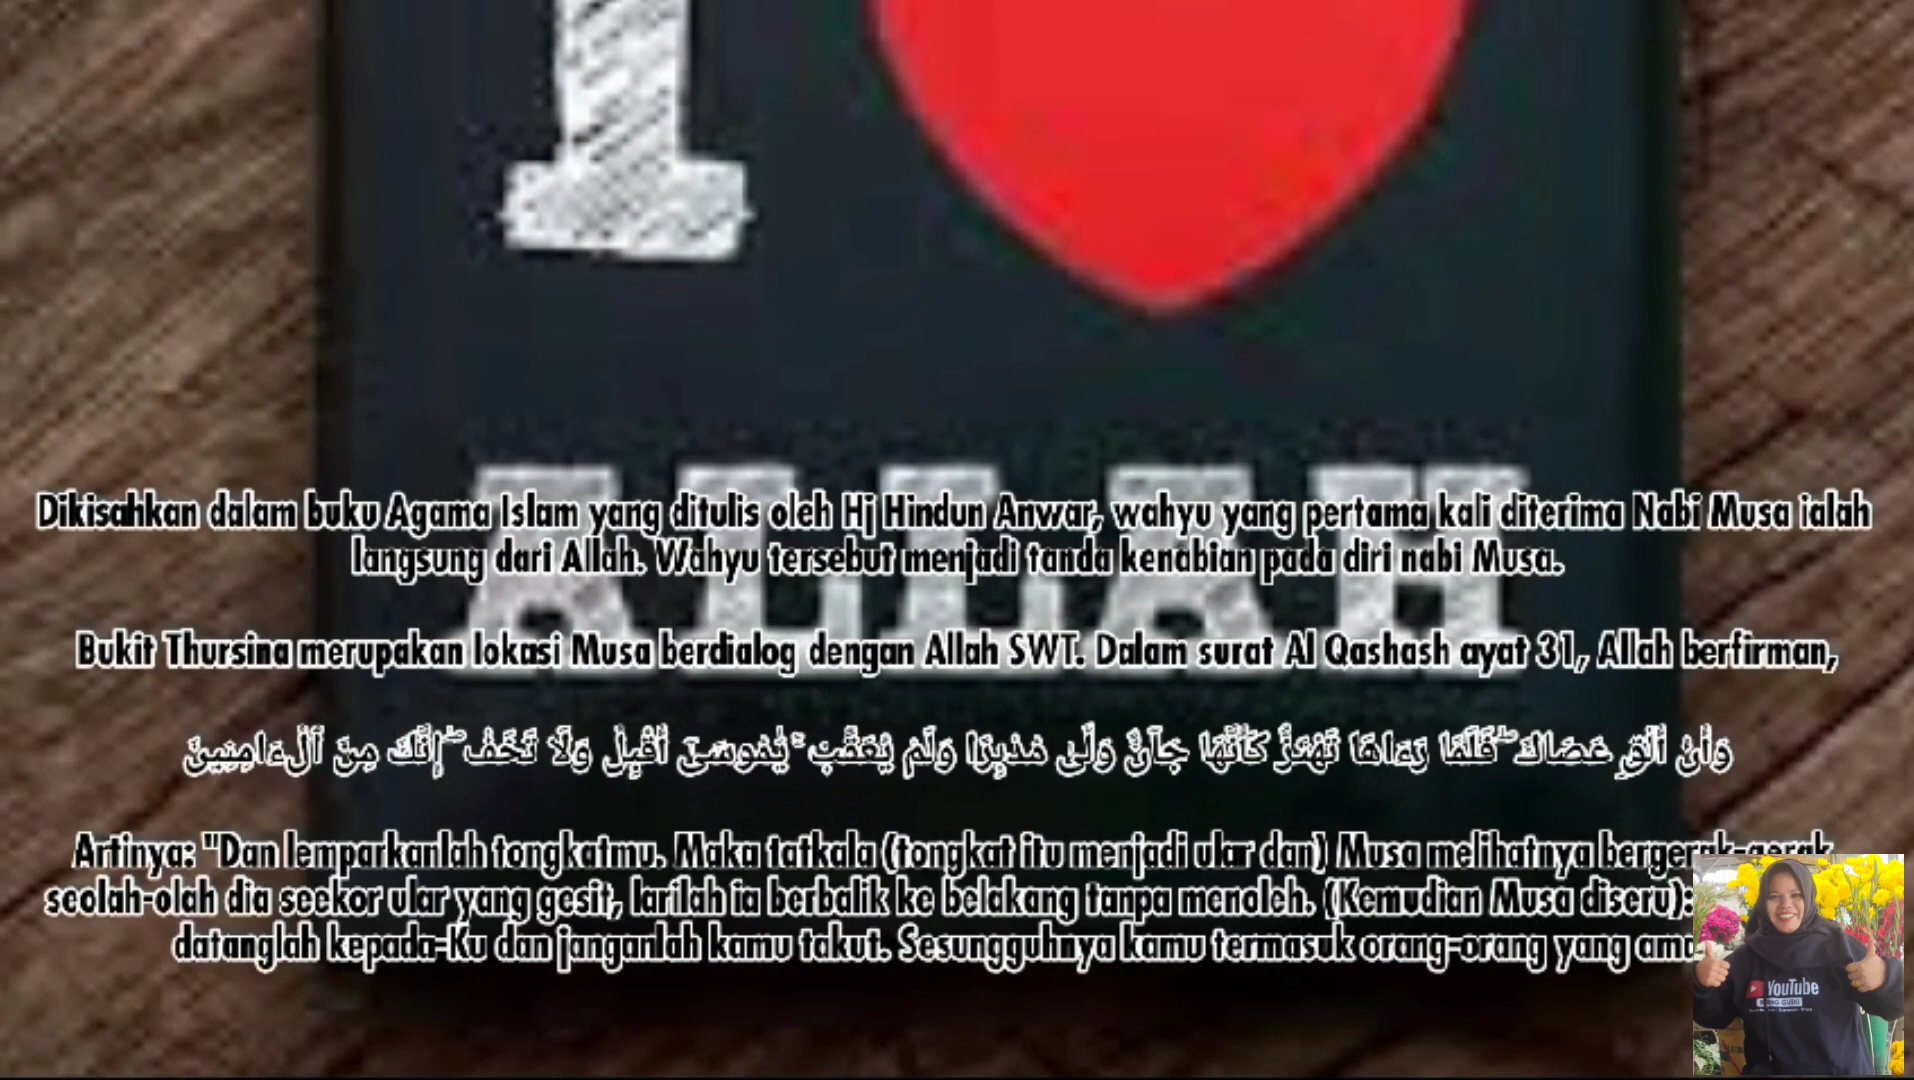 I
ALLAH
Dikisahkan dalam buku Agama Islam yang ditulis oleh Hj Hindun Anwar, wahyu yang pertama kali diterima Nabi Musa ialah
langsung dari Allah. Wahyu tersebut menjadi tanda kenabian pada diri nabi Musa.
Bukit Thursina merupakan lokasi Musa berdialog dengan Allah SWT. Dalam surat Al Qashash ayat 31, Allah berfirman,
وَأَنْ أَلْقِ عَصَاكَ ۖ فَلَمَّا رَءَاهَا تَهْتَزُّ كَأَنَّهَا جَآنٌّ وَلَّىٰ مُدْبِرًا وَلَمْ يُعَقِّبْ ۚ يَٰمُوسَىٰٓ أَقْبِلْ وَلَا تَخَفْ ۖ إِنَّكَ مِنَ ٱلْءَامِنِينَ
Artinya: "Dan lemparkanlah tongkatmu. Maka tatkala (tongkat itu menjadi ular dan) Musa melihatnya bergerak-gerak
seolah-olah dia seekor ular yang gesit, larilah ia berbalik ke belakang tanpa menoleh. (Kemudian Musa diseru):
datanglah kepada-Ku dan janganlah kamu takut. Sesungguhnya kamu termasuk orang-orang yang ama
YouTube